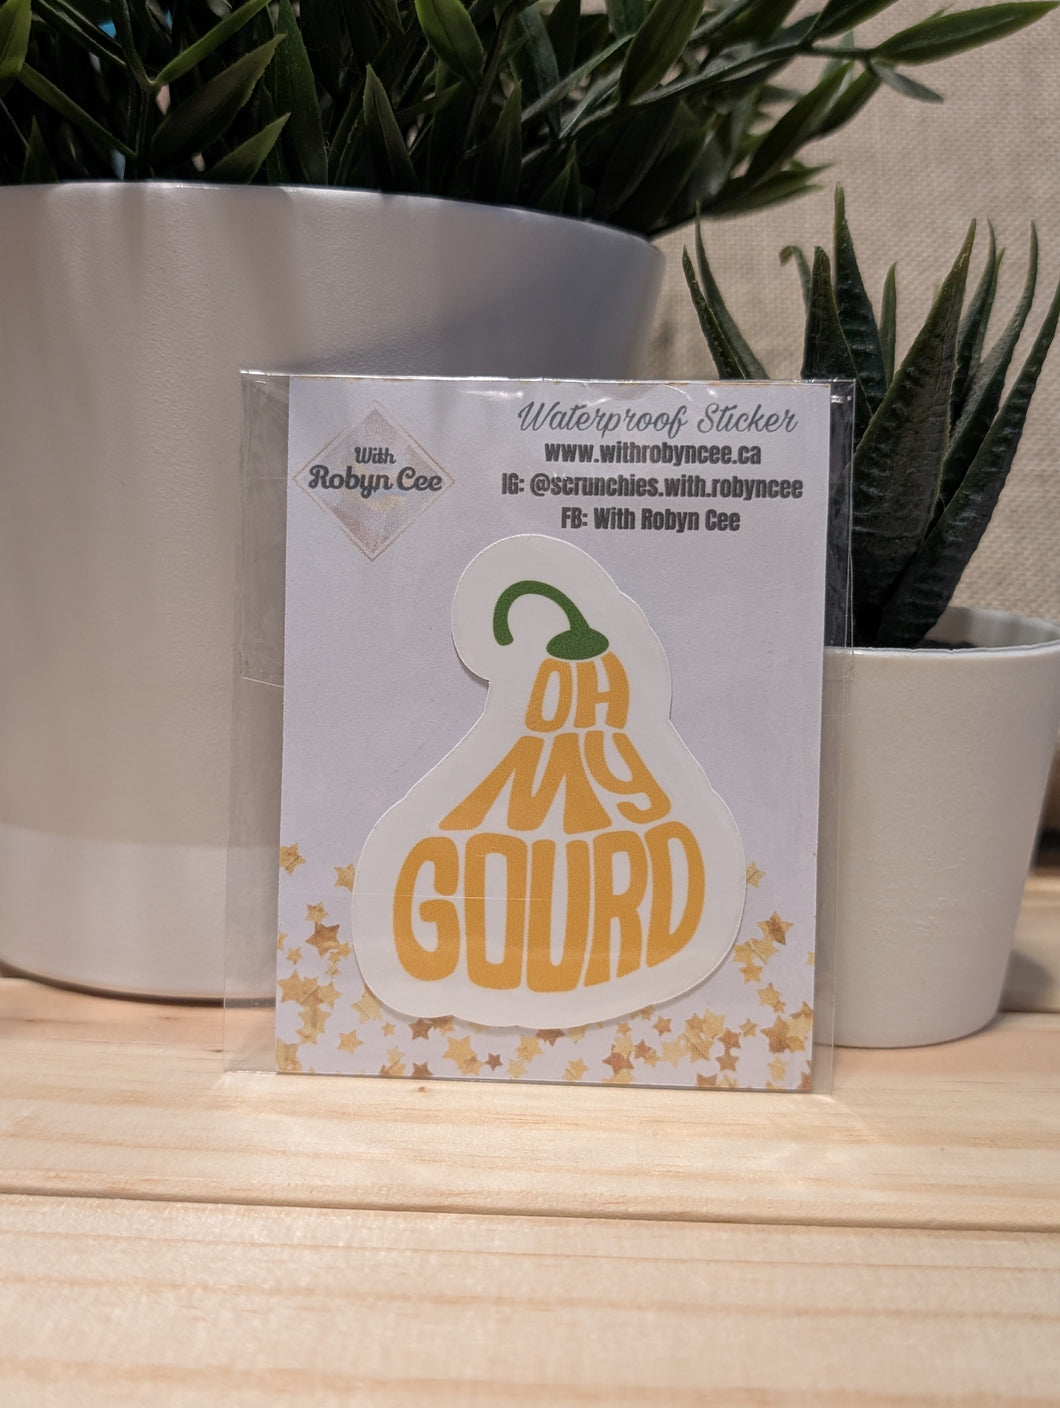 With
Robyn Cee
Waterproof Sticker
www.withrobyncee.ca
IG: @scrunchies.with.robyncee
FB: With Robyn Cee
OH
MY
GOURD